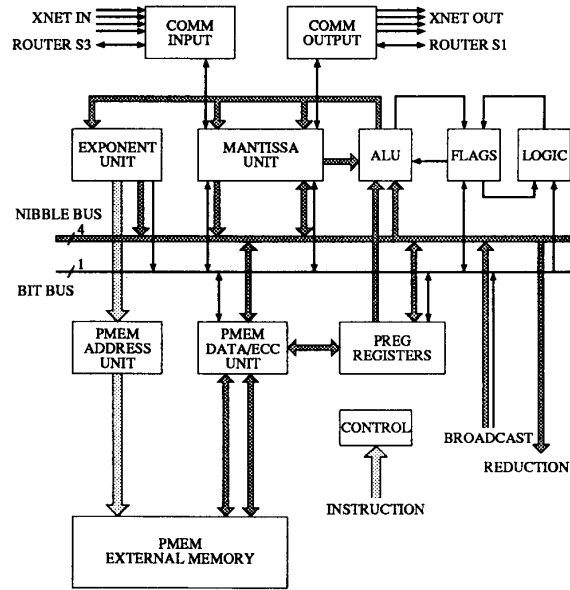 XNET IN
ROUTER S3
COMM
INPUT
COMM
OUTPUT
XNET OUT
ROUTER S1
EXPONENT
UNIT
MANTISSA
UNIT
ALU
FLAGS
LOGIC
NIBBLE BUS
4
1
BIT BUS
PMEM
ADDRESS
UNIT
PMEM
DATA/ECC
UNIT
PREG
REGISTERS
CONTROL
INSTRUCTION
BROADCAST
REDUCTION
PMEM
EXTERNAL MEMORY